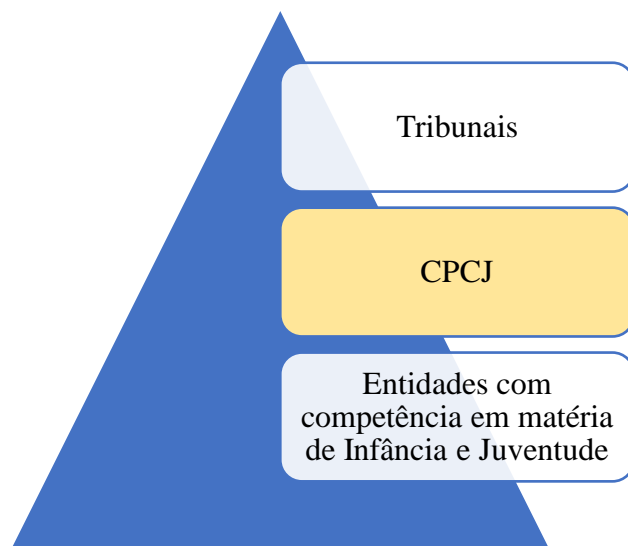 Tribunais
CPCJ
Entidades com
competência em matéria
de Infância e Juventude